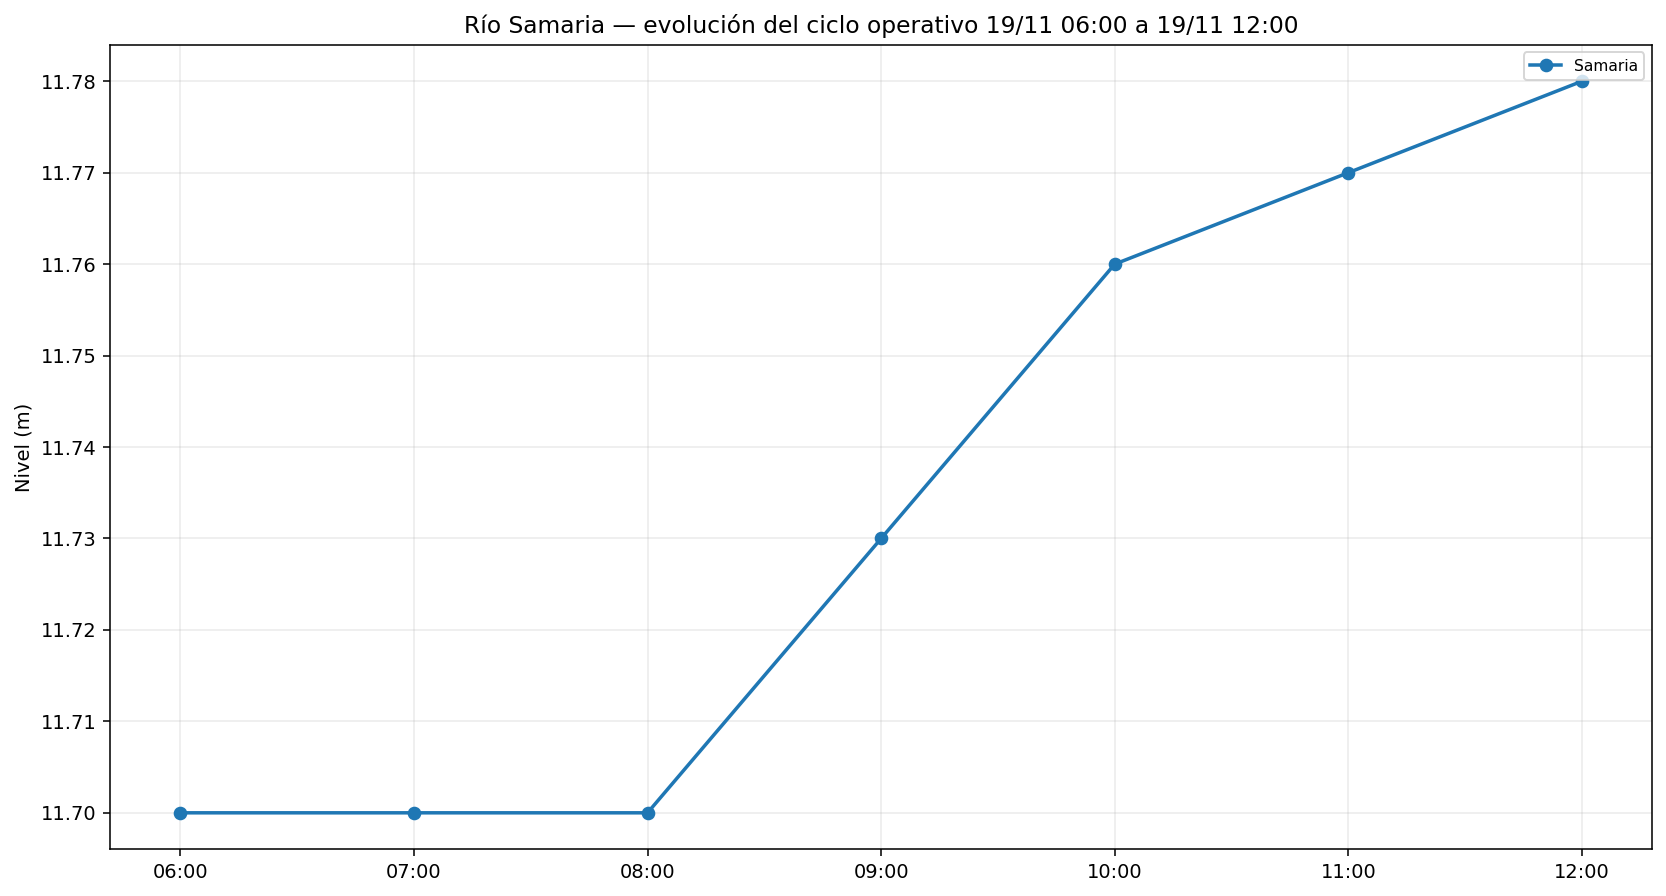 Río Samaria — evolución del ciclo operativo 19/11 06:00 a 19/11 12:00
Samaria
Nivel (m)
11.78
11.77
11.76
11.75
11.74
11.73
11.72
11.71
11.70
06:00 07:00 08:00 09:00 10:00 11:00 12:00